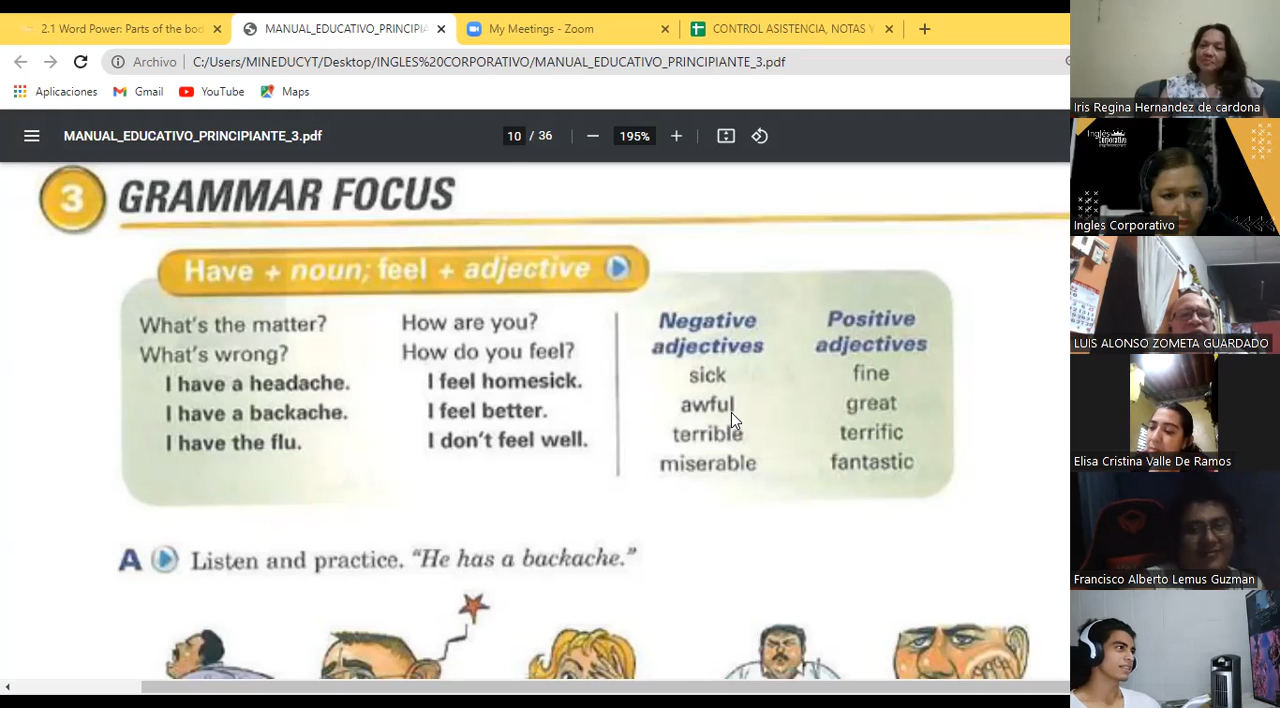 2.1 Word Power: Parts of the bod
MANUAL_EDUCATIVO_PRINCIPIA
My Meetings - Zoom
CONTROL ASISTENCIA, NOTAS Y
Archivo
C:/Users/MINEDUCYT/Desktop/INGLES%20CORPORATIVO/MANUAL_EDUCATIVO_PRINCIPIANTE_3.pdf
Aplicaciones
Gmail
YouTube
Maps
MANUAL_EDUCATIVO_PRINCIPIANTE_3.pdf
10 / 36
195%
3 GRAMMAR FOCUS
Have + noun; feel + adjective
What's the matter?
What's wrong?
I have a headache.
I have a backache.
I have the flu.
How are you?
How do you feel?
I feel homesick.
I feel better.
I don't feel well.
Negative
adjectives
sick
awful
terrible
miserable
Positive
adjectives
fine
great
terrific
fantastic
A Listen and practice. "He has a backache."
Iris Regina Hernandez de cardona
Inglés
Corporativo
Ingles Corporativo
LUIS ALONSO ZOMETA GUARDADO
Elisa Cristina Valle De Ramos
Francisco Alberto Lemus Guzman